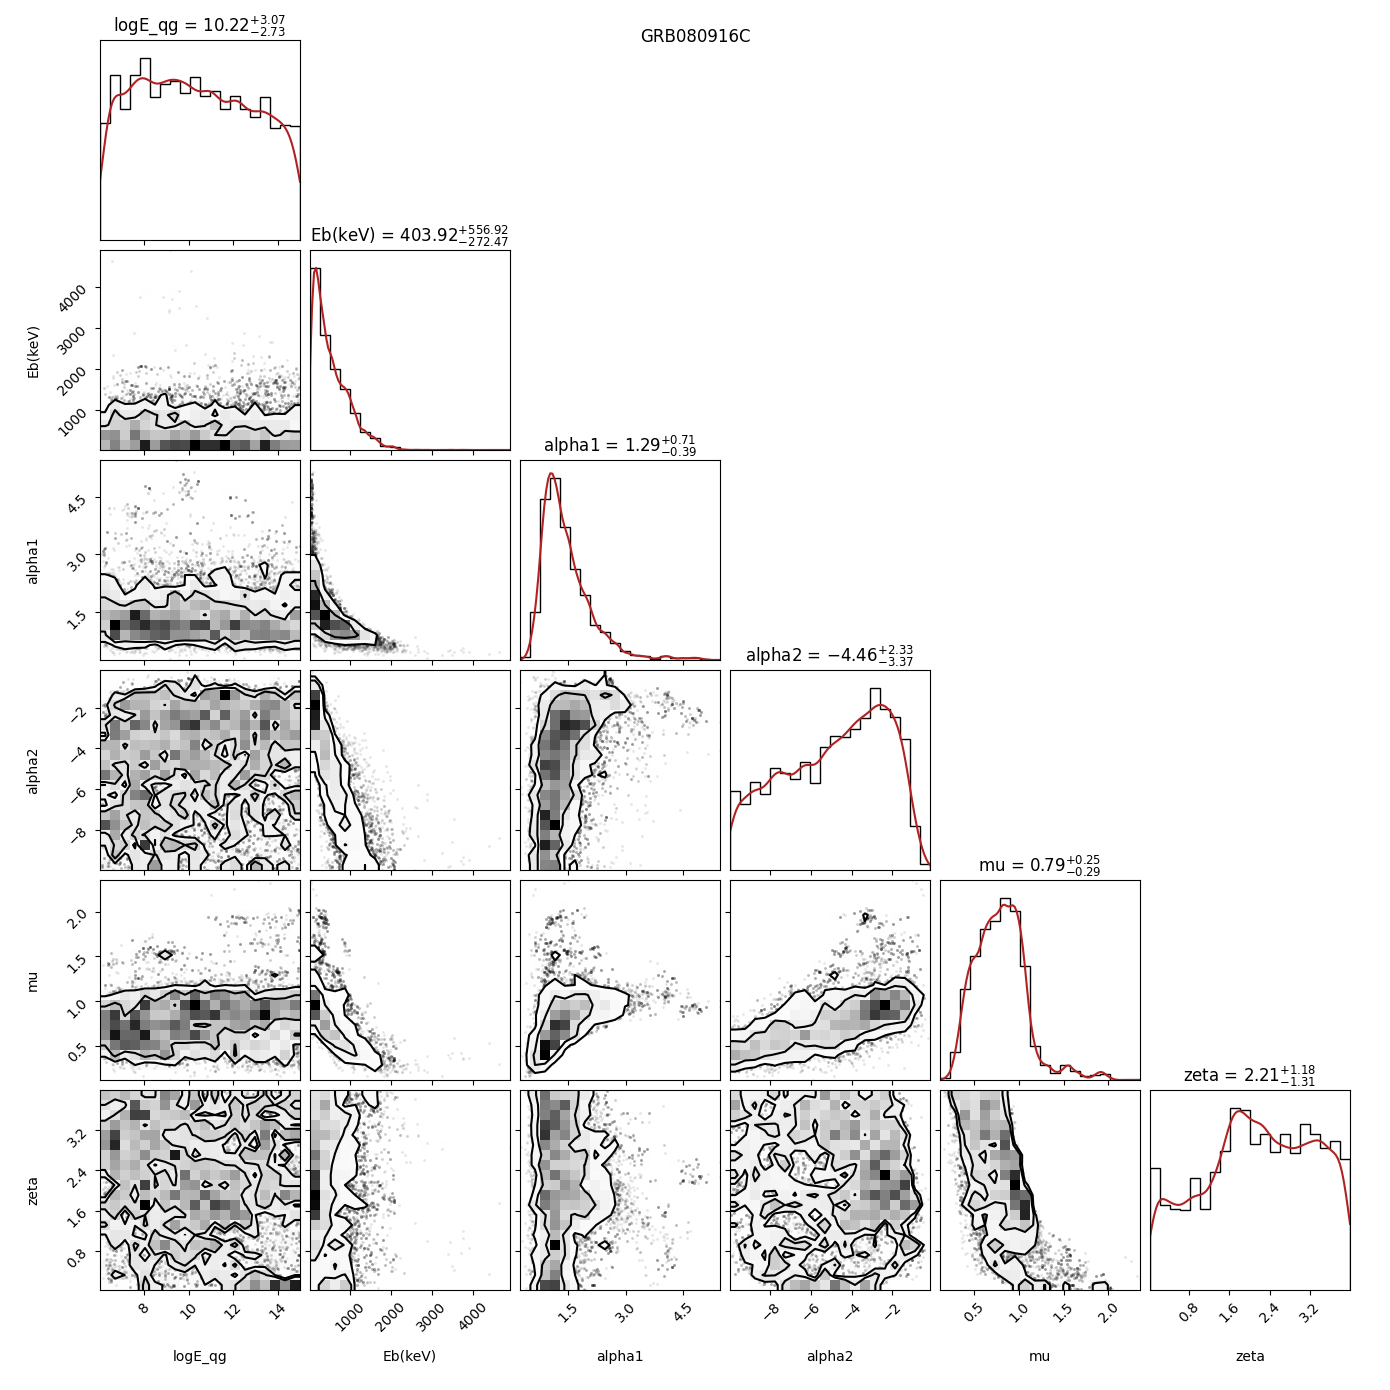 GRB080916C
logE_qg = 10.22+3.07−2.73
Eb(keV) = 403.92+556.92−272.47
Eb(keV)
4000
3000
2000
1000
alpha1 = 1.29+0.71−0.39
alpha1
4.5
3.0
1.5
alpha2 = −4.46+2.33−3.37
alpha2
−2
−4
−6
−8
mu = 0.79+0.25−0.29
mu
2.0
1.5
1.0
0.5
zeta = 2.21+1.18−1.31
zeta
3.2
2.4
1.6
0.8
8 10 12 14
1000 2000 3000 4000
1.5 3.0 4.5
−8 −6 −4 −2
0.5 1.0 1.5 2.0
0.8 1.6 2.4 3.2
logE_qg Eb(keV) alpha1 alpha2 mu zeta